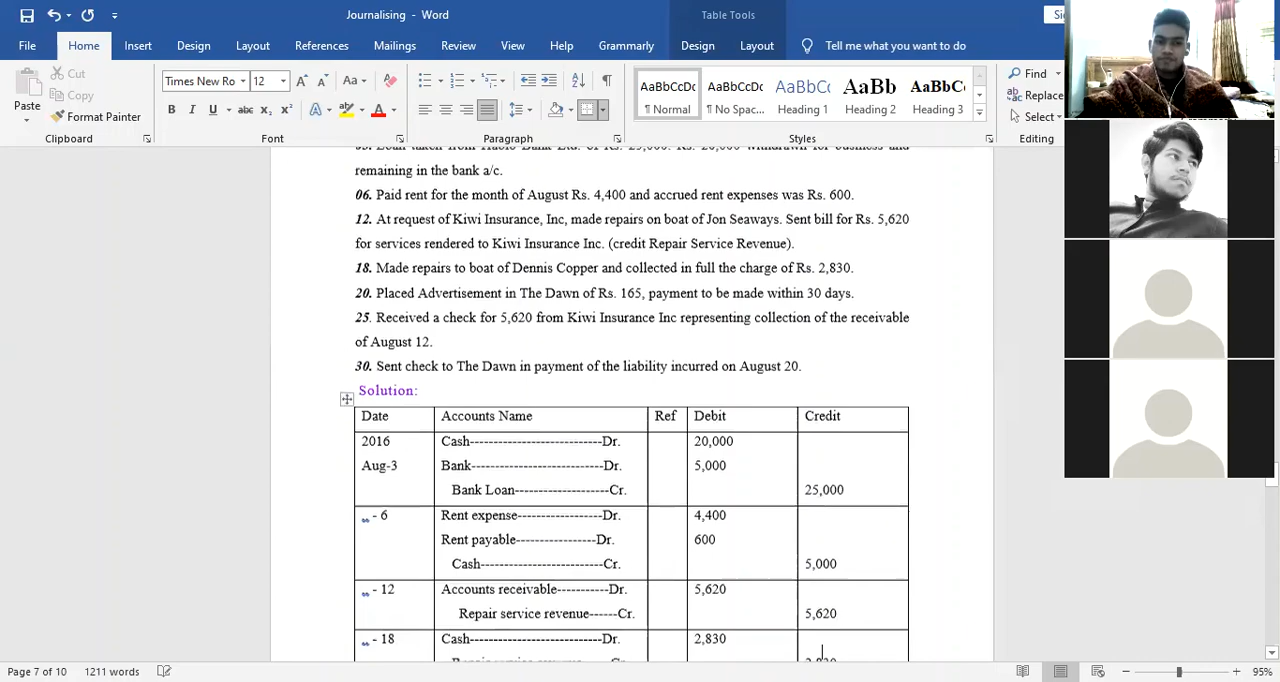 Journalising - Word
Table Tools
File Home Insert Design Layout References Mailings Review View Help Grammarly Design Layout Tell me what you want to do
Paste
Cut
Copy
Format Painter
Clipboard
Times New Ro 12
Font
Paragraph
AaBbCcDc AaBbCcDc AaBbC AaBb AaBbC
¶ Normal ¶ No Spac... Heading 1 Heading 2 Heading 3
Styles
Find
Replace
Select
Editing
remaining in the bank a/c.
06. Paid rent for the month of August Rs. 4,400 and accrued rent expenses was Rs. 600.
12. At request of Kiwi Insurance, Inc, made repairs on boat of Jon Seaways. Sent bill for Rs. 5,620
for services rendered to Kiwi Insurance Inc. (credit Repair Service Revenue).
18. Made repairs to boat of Dennis Copper and collected in full the charge of Rs. 2,830.
20. Placed Advertisement in The Dawn of Rs. 165, payment to be made within 30 days.
25. Received a check for 5,620 from Kiwi Insurance Inc representing collection of the receivable
of August 12.
30. Sent check to The Dawn in payment of the liability incurred on August 20.
Solution:
Date Accounts Name Ref Debit Credit
2016 Cash----------------------------Dr. 20,000
Aug-3 Bank----------------------------Dr. 5,000
Bank Loan--------------------Cr. 25,000
„ - 6 Rent expense------------------Dr. 4,400
Rent payable-----------------Dr. 600
Cash--------------------------Cr. 5,000
„ - 12 Accounts receivable-----------Dr. 5,620
Repair service revenue------Cr. 5,620
„ - 18 Cash----------------------------Dr. 2,830
Page 7 of 10 1211 words 95%